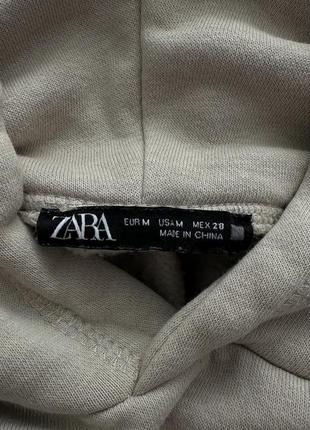 ZARA
EUR M USA M MEX 28
MADE IN CHINA